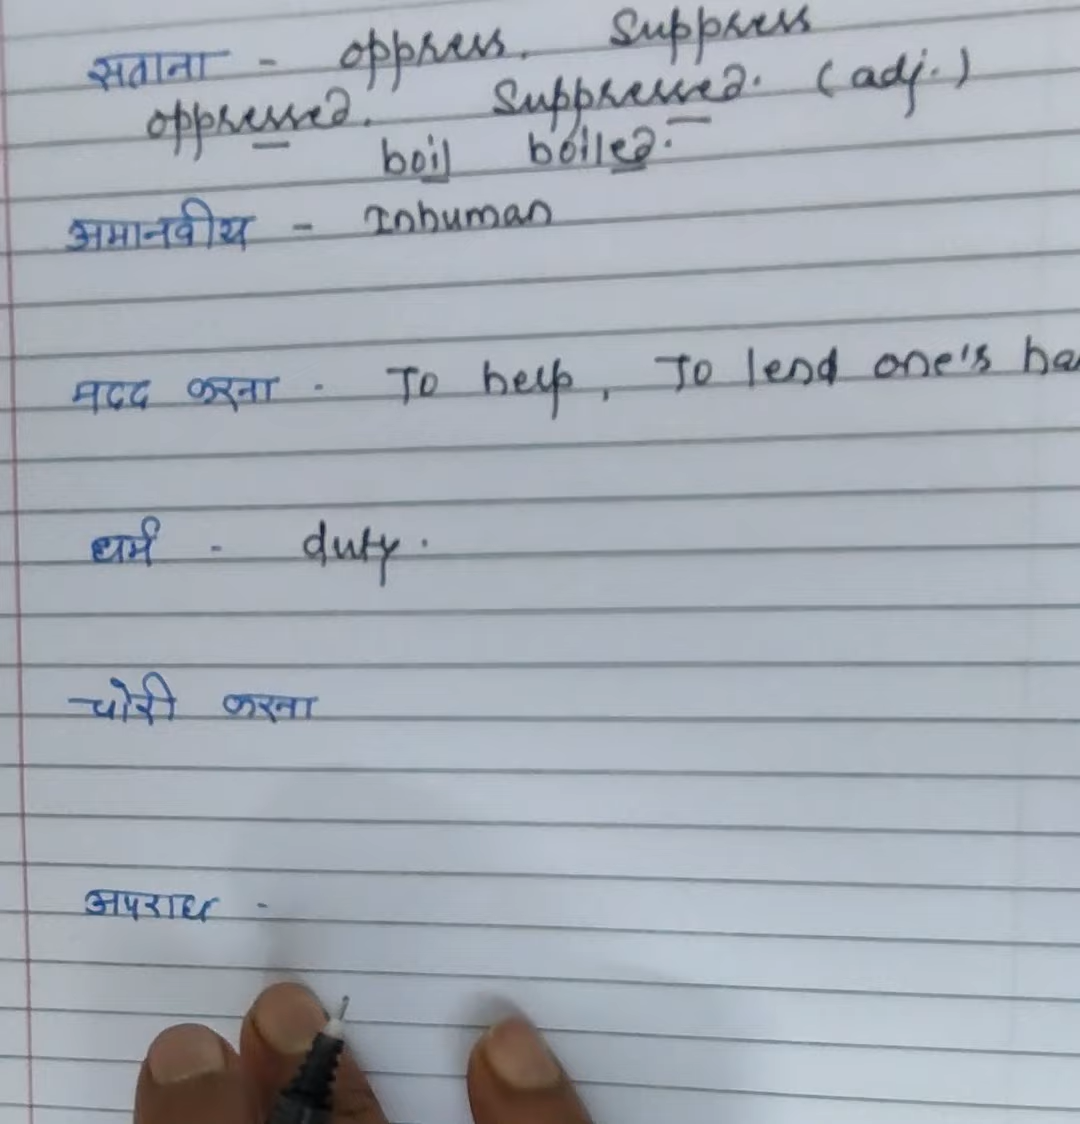 सताना - oppress. Suppress
oppressed. Suppressed. (adj.)
boil boiled.
अमानवीय - Inhuman
मदद करना - To help, To lend one's
धर्म - duty.
चोरी करना
अपराध -